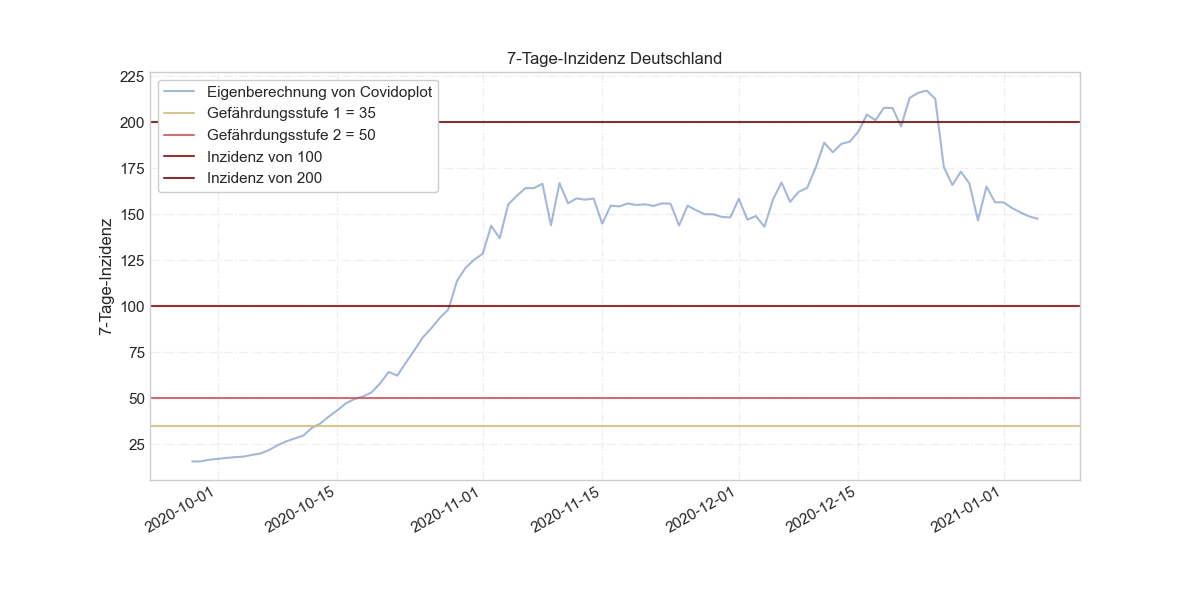 7-Tage-Inzidenz Deutschland
225
200
175
150
125
100
75
50
25
7-Tage-Inzidenz
Eigenberechnung von Covidoplot
Gefährdungsstufe 1 = 35
Gefährdungsstufe 2 = 50
Inzidenz von 100
Inzidenz von 200
2020-10-01
2020-10-15
2020-11-01
2020-11-15
2020-12-01
2020-12-15
2021-01-01